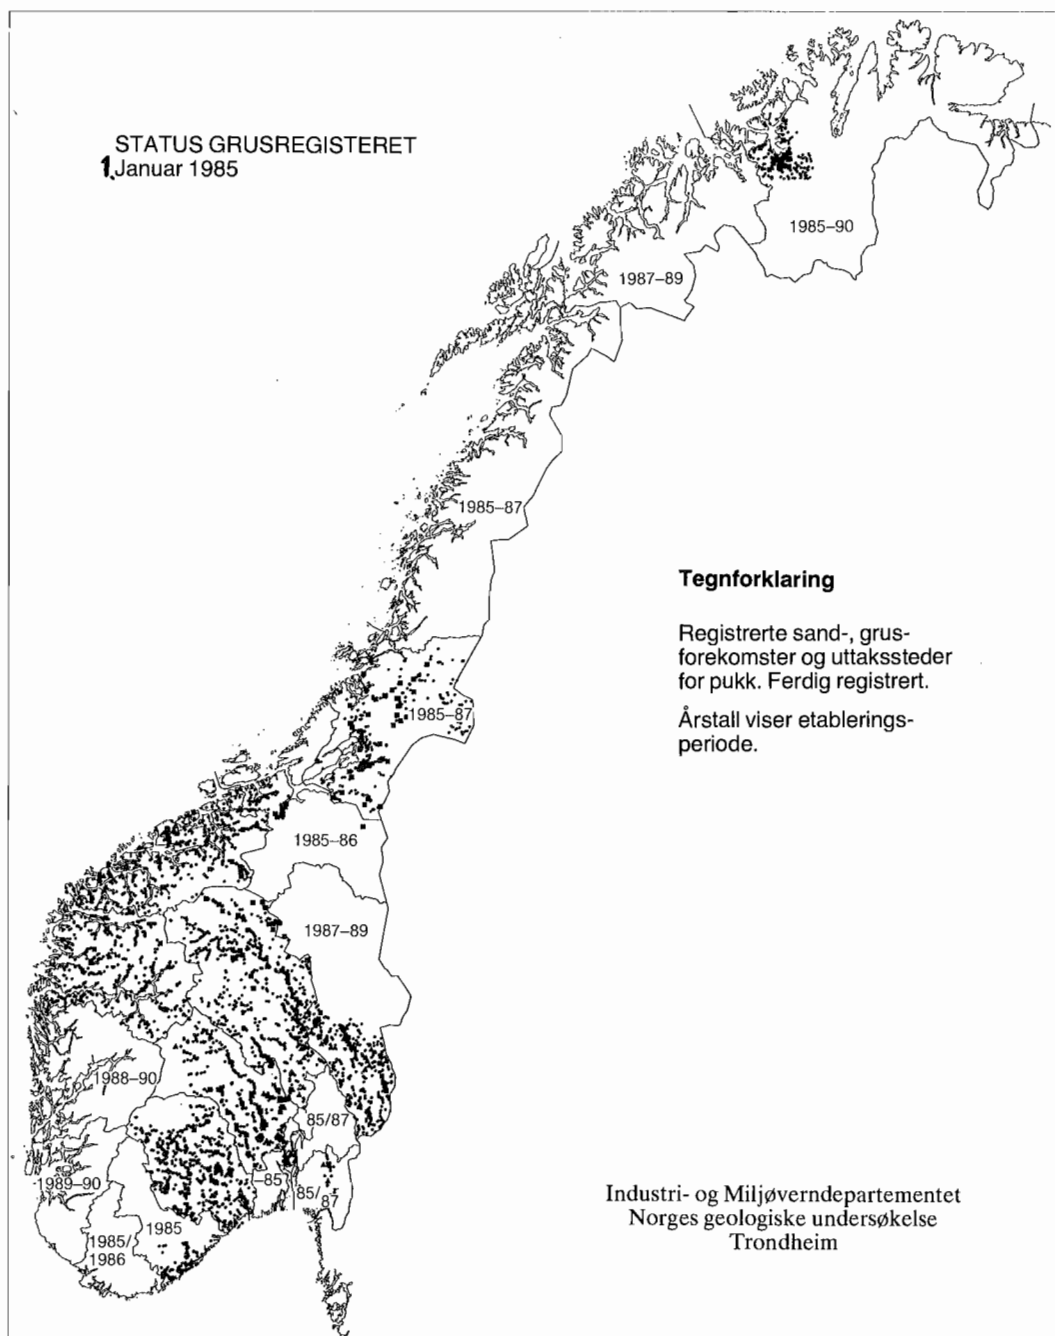 STATUS GRUSREGISTERET
1. Januar 1985
1985–90
1987–89
1985–87
Tegnforklaring
Registrerte sand-, grus-
forekomster og uttakssteder
for pukk. Ferdig registrert.
Årstall viser etablerings-
periode.
1985–87
1985–86
1987–89
1988–90
85/87
1989–90
–85
85/
87
1985
1985/
1986
Industri- og Miljøverndepartementet
Norges geologiske undersøkelse
Trondheim